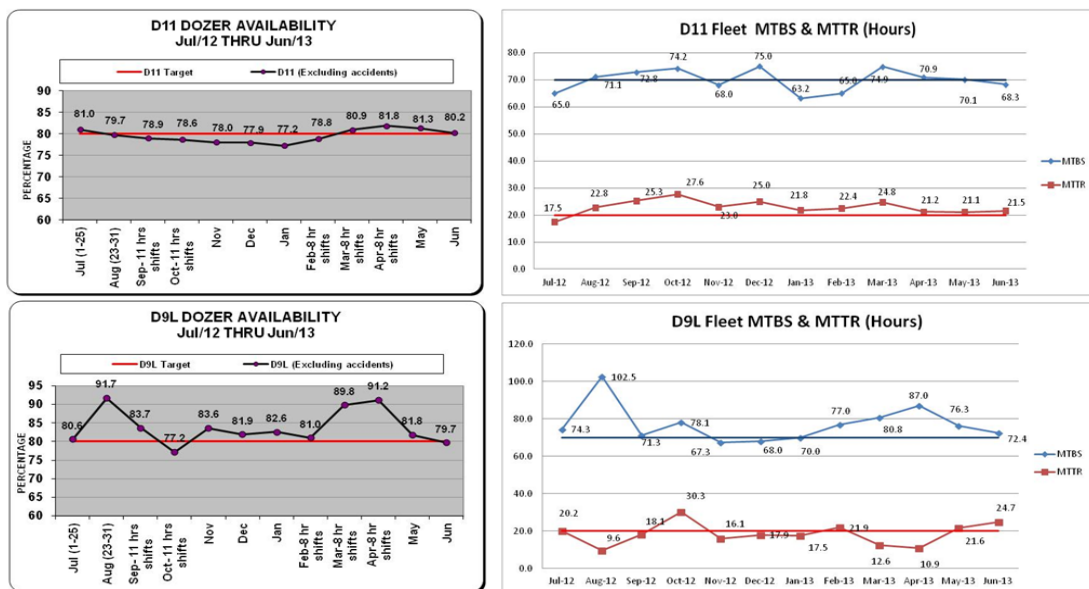 D11 DOZER AVAILABILITY
Jul/12 THRU Jun/13
D11 Target
D11 (Excluding accidents)
PERCENTAGE
90
85
80
75
70
65
60
81.0
79.7
78.9
78.6
78.0
77.9
77.2
78.8
80.9
81.8
81.3
80.2
Jul (1-25)
Aug (23-31)
Sep- 11 hrs shifts
Oct-11 hrs shifts
Nov
Dec
Jan
Feb-8 hr shifts
Mar-8 hr shifts
Apr-8 hr shifts
May
Jun
D11 Fleet MTBS & MTTR (Hours)
80.0
70.0
60.0
50.0
40.0
30.0
20.0
10.0
0.0
65.0
71.1
72.8
74.2
68.0
75.0
63.2
65.0
74.9
70.9
70.1
68.3
17.5
22.8
25.3
27.6
23.0
25.0
21.8
22.4
24.8
21.2
21.1
21.5
Jul-12
Aug-12
Sep-12
Oct-12
Nov-12
Dec-12
Jan-13
Feb-13
Mar-13
Apr-13
May-13
Jun-13
MTBS
MTTR
D9L DOZER AVAILABILITY
Jul/12 THRU Jun/13
D9L Target
D9L (Excluding accidents)
PERCENTAGE
95
90
85
80
75
70
65
60
80.6
91.7
83.7
77.2
83.6
81.9
82.6
81.0
89.8
91.2
81.8
79.7
Jul (1-25)
Aug (23-31)
Sep- 11 hrs shifts
Oct-11 hrs shifts
Nov
Dec
Jan
Feb-8 hr shifts
Mar-8 hr shifts
Apr-8 hr shifts
May
Jun
D9L Fleet MTBS & MTTR (Hours)
120.0
100.0
80.0
60.0
40.0
20.0
0.0
74.3
102.5
71.3
78.1
67.3
68.0
70.0
77.0
80.8
87.0
76.3
72.4
20.2
9.6
18.1
30.3
16.1
17.9
17.5
21.9
12.6
10.9
21.6
24.7
Jul-12
Aug-12
Sep-12
Oct-12
Nov-12
Dec-12
Jan-13
Feb-13
Mar-13
Apr-13
May-13
Jun-13
MTBS
MTTR